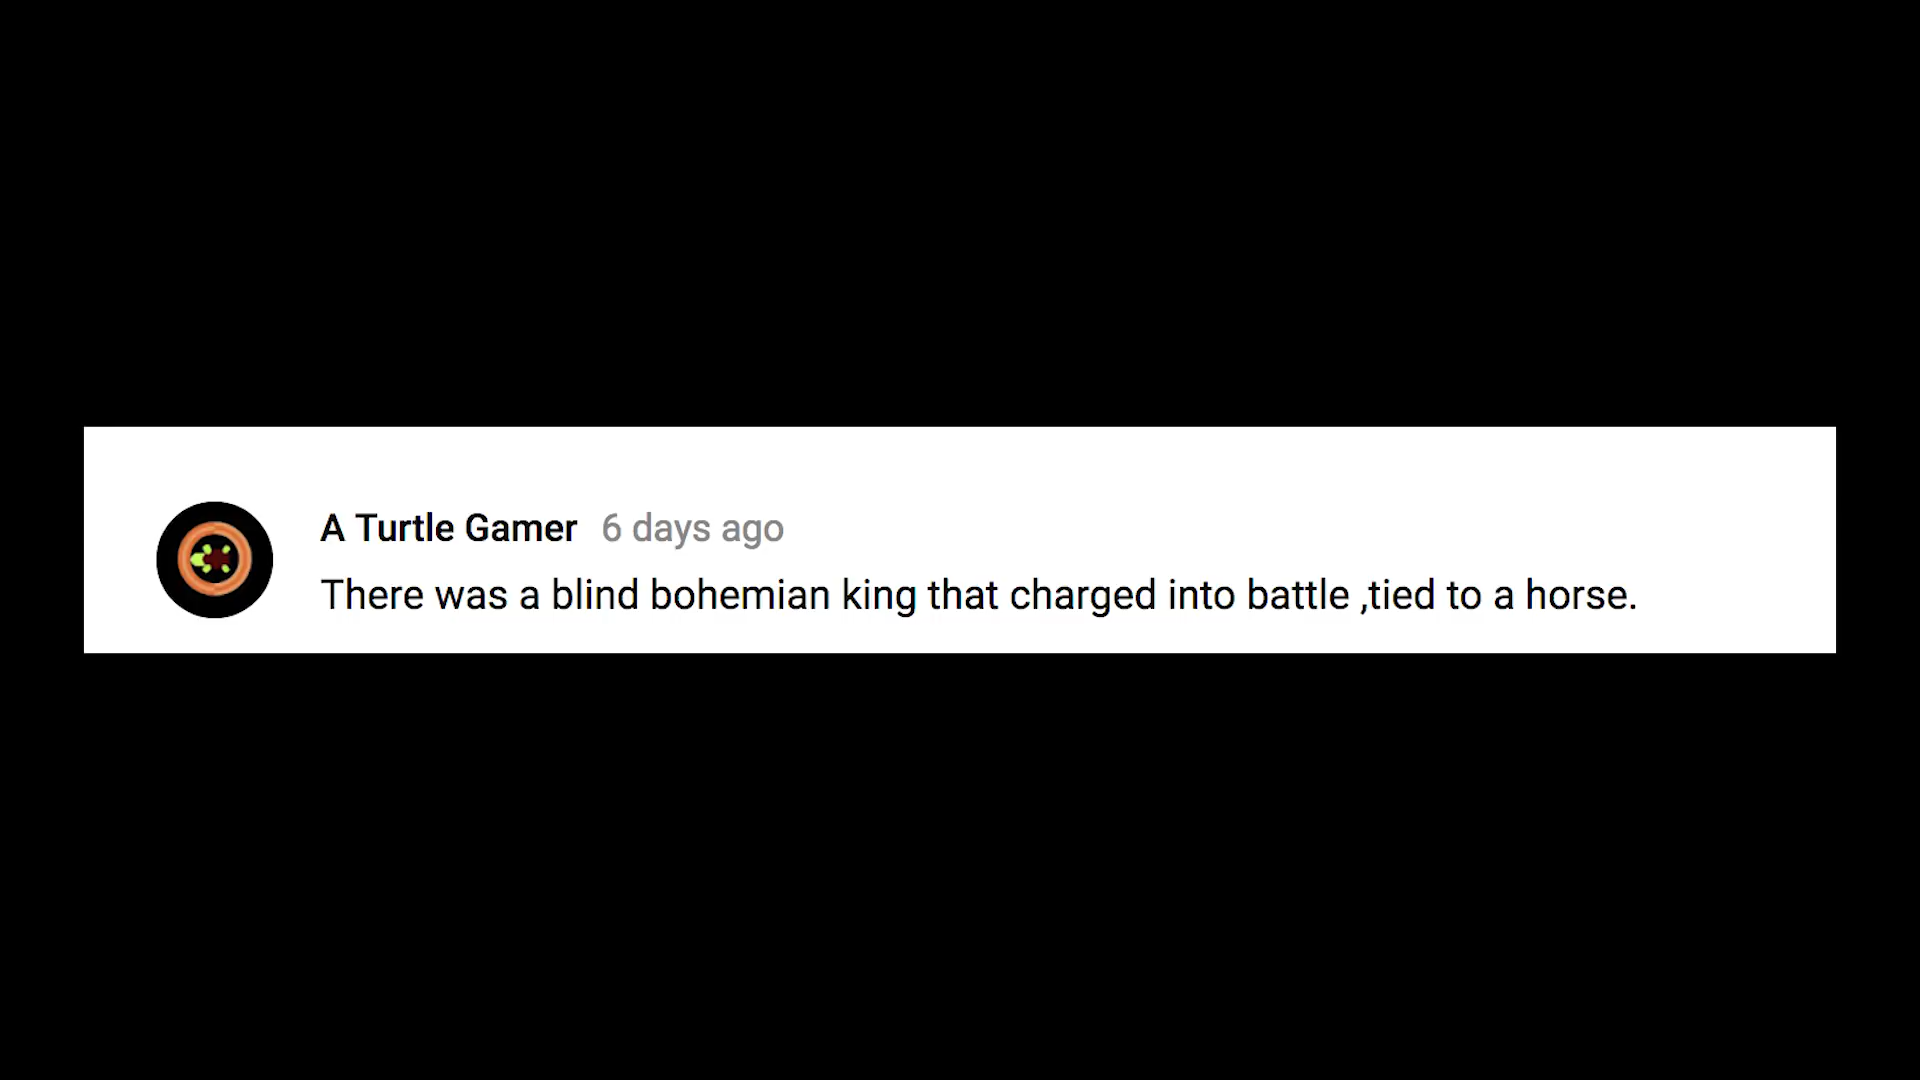 A Turtle Gamer 6 days ago
There was a blind bohemian king that charged into battle ,tied to a horse.